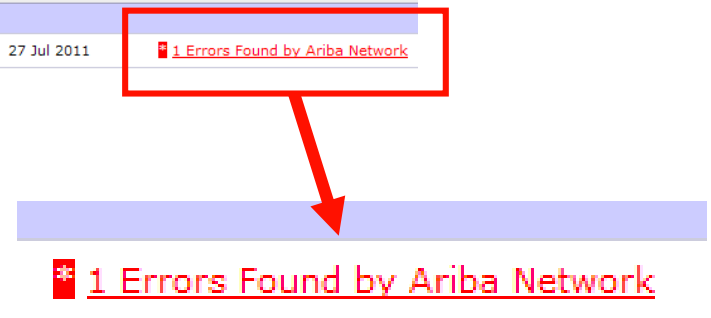 27 Jul 2011 * 1 Errors Found by Ariba Network
* 1 Errors Found by Ariba Network